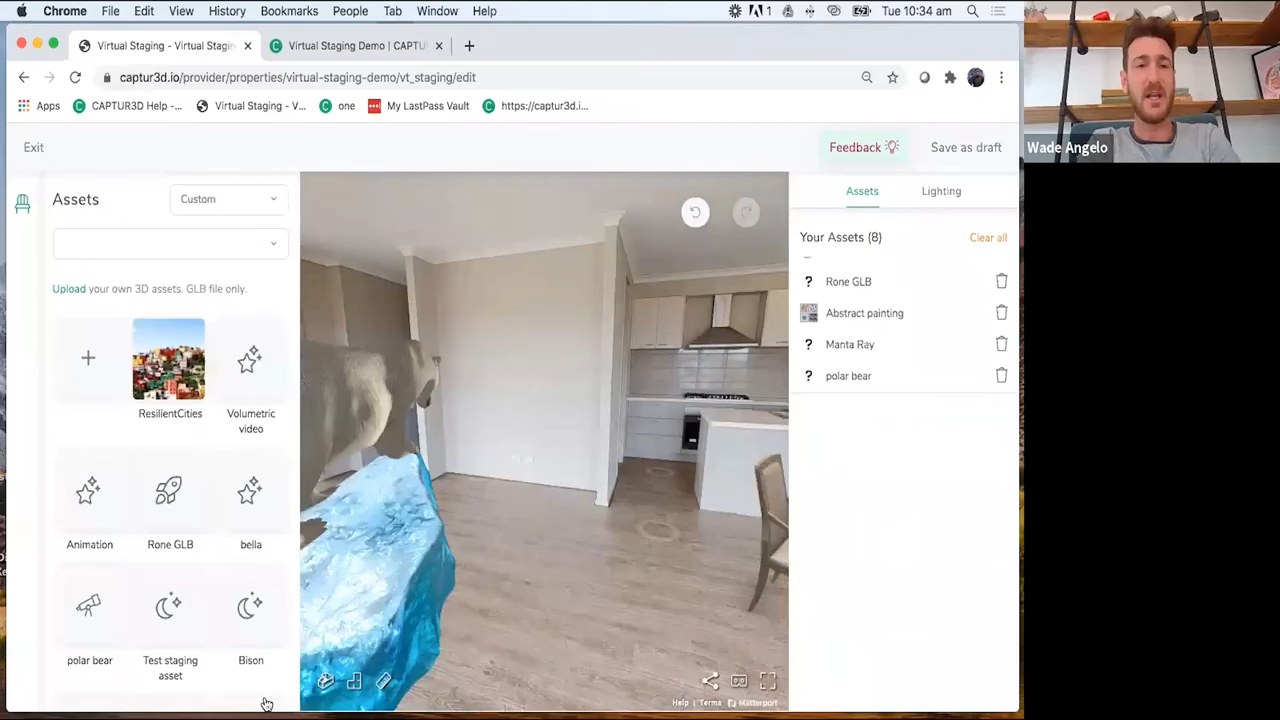 Chrome File Edit View History Bookmarks People Tab Window Help
1 Tue 10:34 am
Virtual Staging - Virtual Stagin
Virtual Staging Demo | CAPTU
captur3d.io/provider/properties/virtual-staging-demo/vt_staging/edit
Apps CAPTUR3D Help -... Virtual Staging - V... one My LastPass Vault https://captur3d.i...
Wade Angelo
Exit
Feedback
Save as draft
Assets
Custom
Upload your own 3D assets. GLB file only.
ResilientCities
Volumetric
video
Animation
Rone GLB
bella
polar bear
Test staging
asset
Bison
Help | Terms
Matterport
Assets
Lighting
Your Assets (8)
Clear all
? Rone GLB
Abstract painting
? Manta Ray
? polar bear